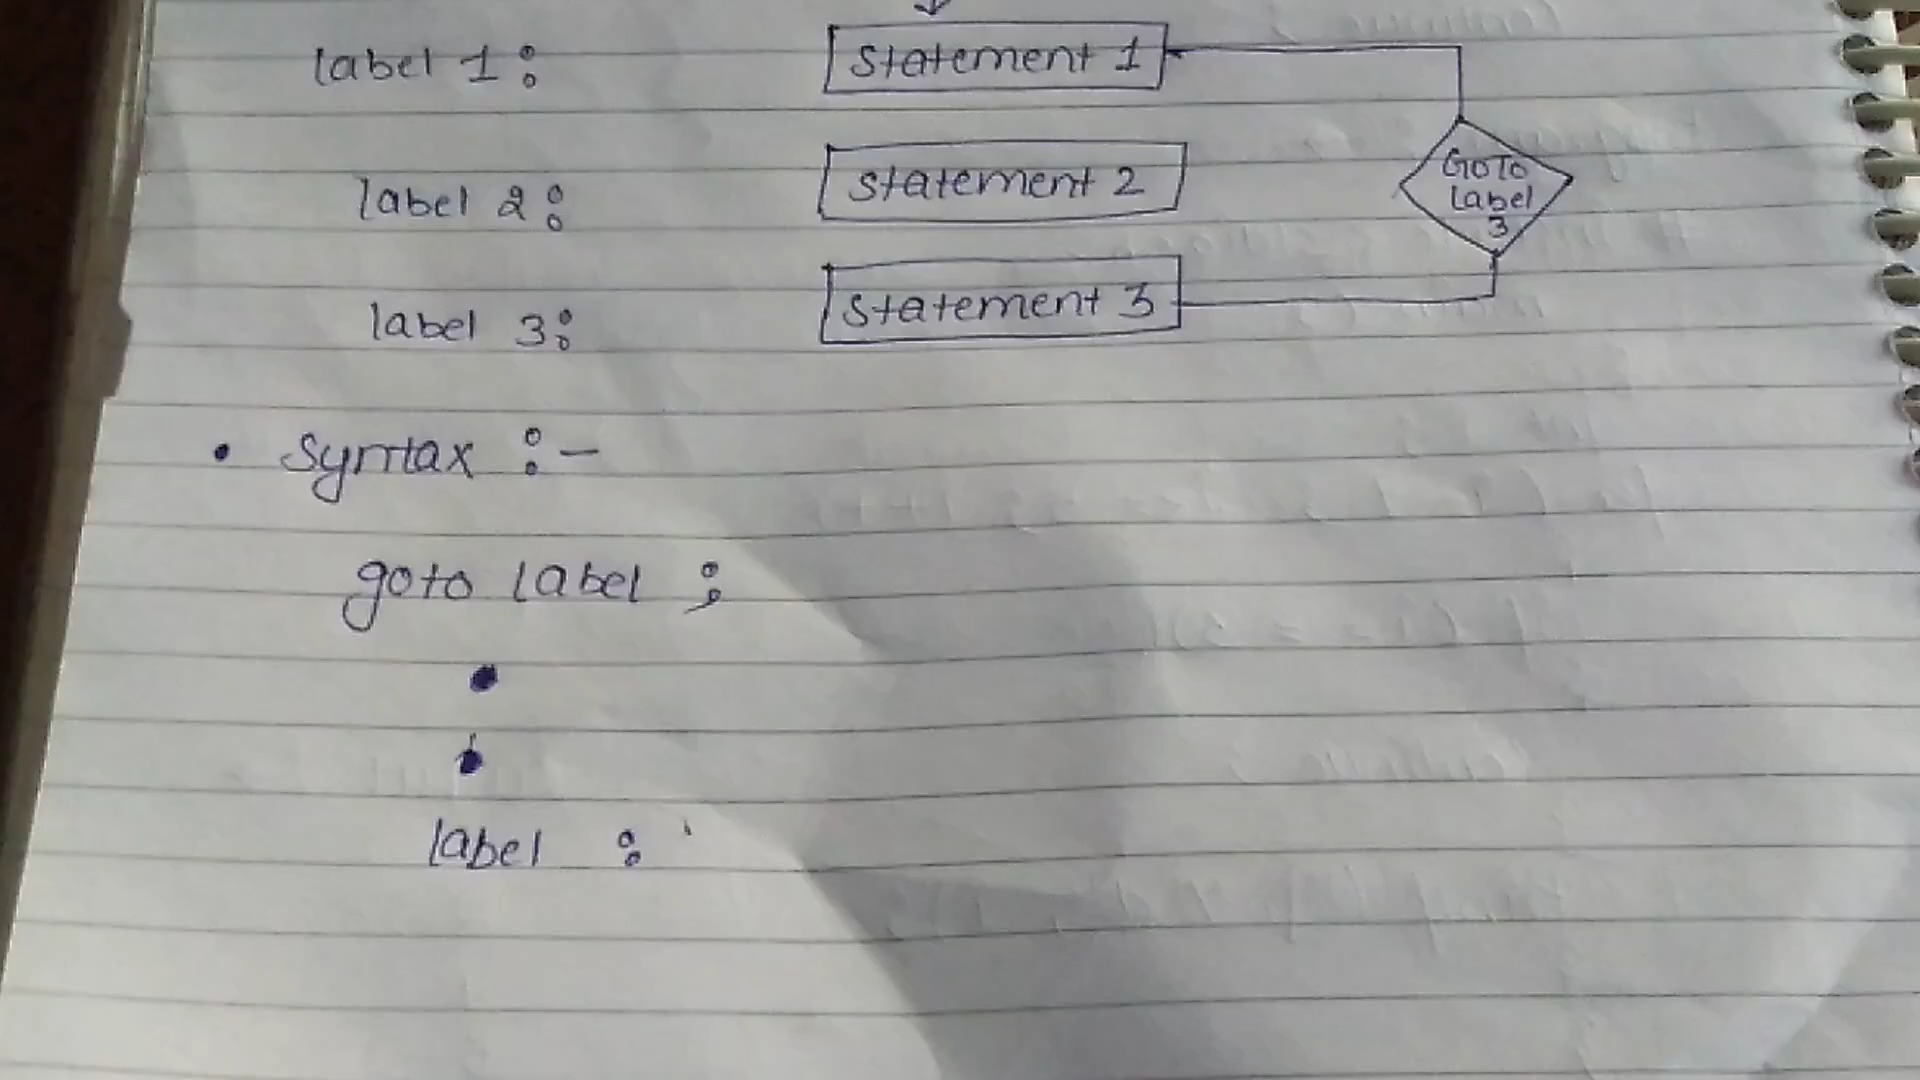 label 1: statement 1
GOTO
label 2: statement 2 Label
3
label 3: statement 3
• Syntax :-
goto label ;
•
•
label :